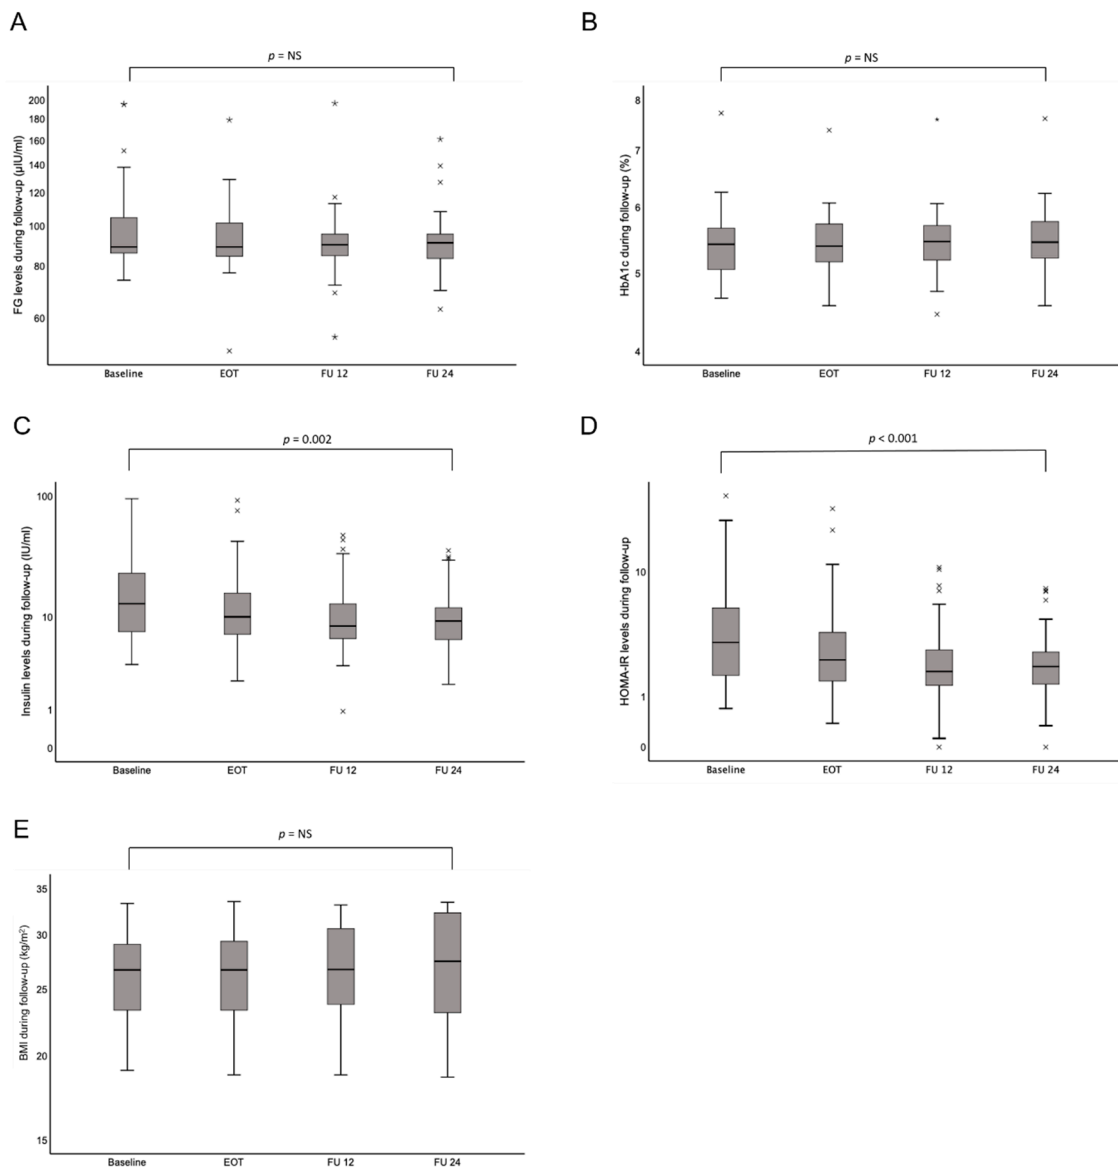 A
p = NS
FG levels during follow-up (µIU/ml)
200
180
160
140
120
100
80
60
Baseline EOT FU 12 FU 24
B
p = NS
HbA1c during follow-up (%)
8
7
6
5
4
Baseline EOT FU 12 FU 24
C
p = 0.002
Insulin levels during follow-up (IU/ml)
100
10
1
0
Baseline EOT FU 12 FU 24
D
p < 0.001
HOMA-IR levels during follow-up
10
1
0
Baseline EOT FU 12 FU 24
E
p = NS
BMI during follow-up (kg/m²)
35
30
25
20
15
Baseline EOT FU 12 FU 24